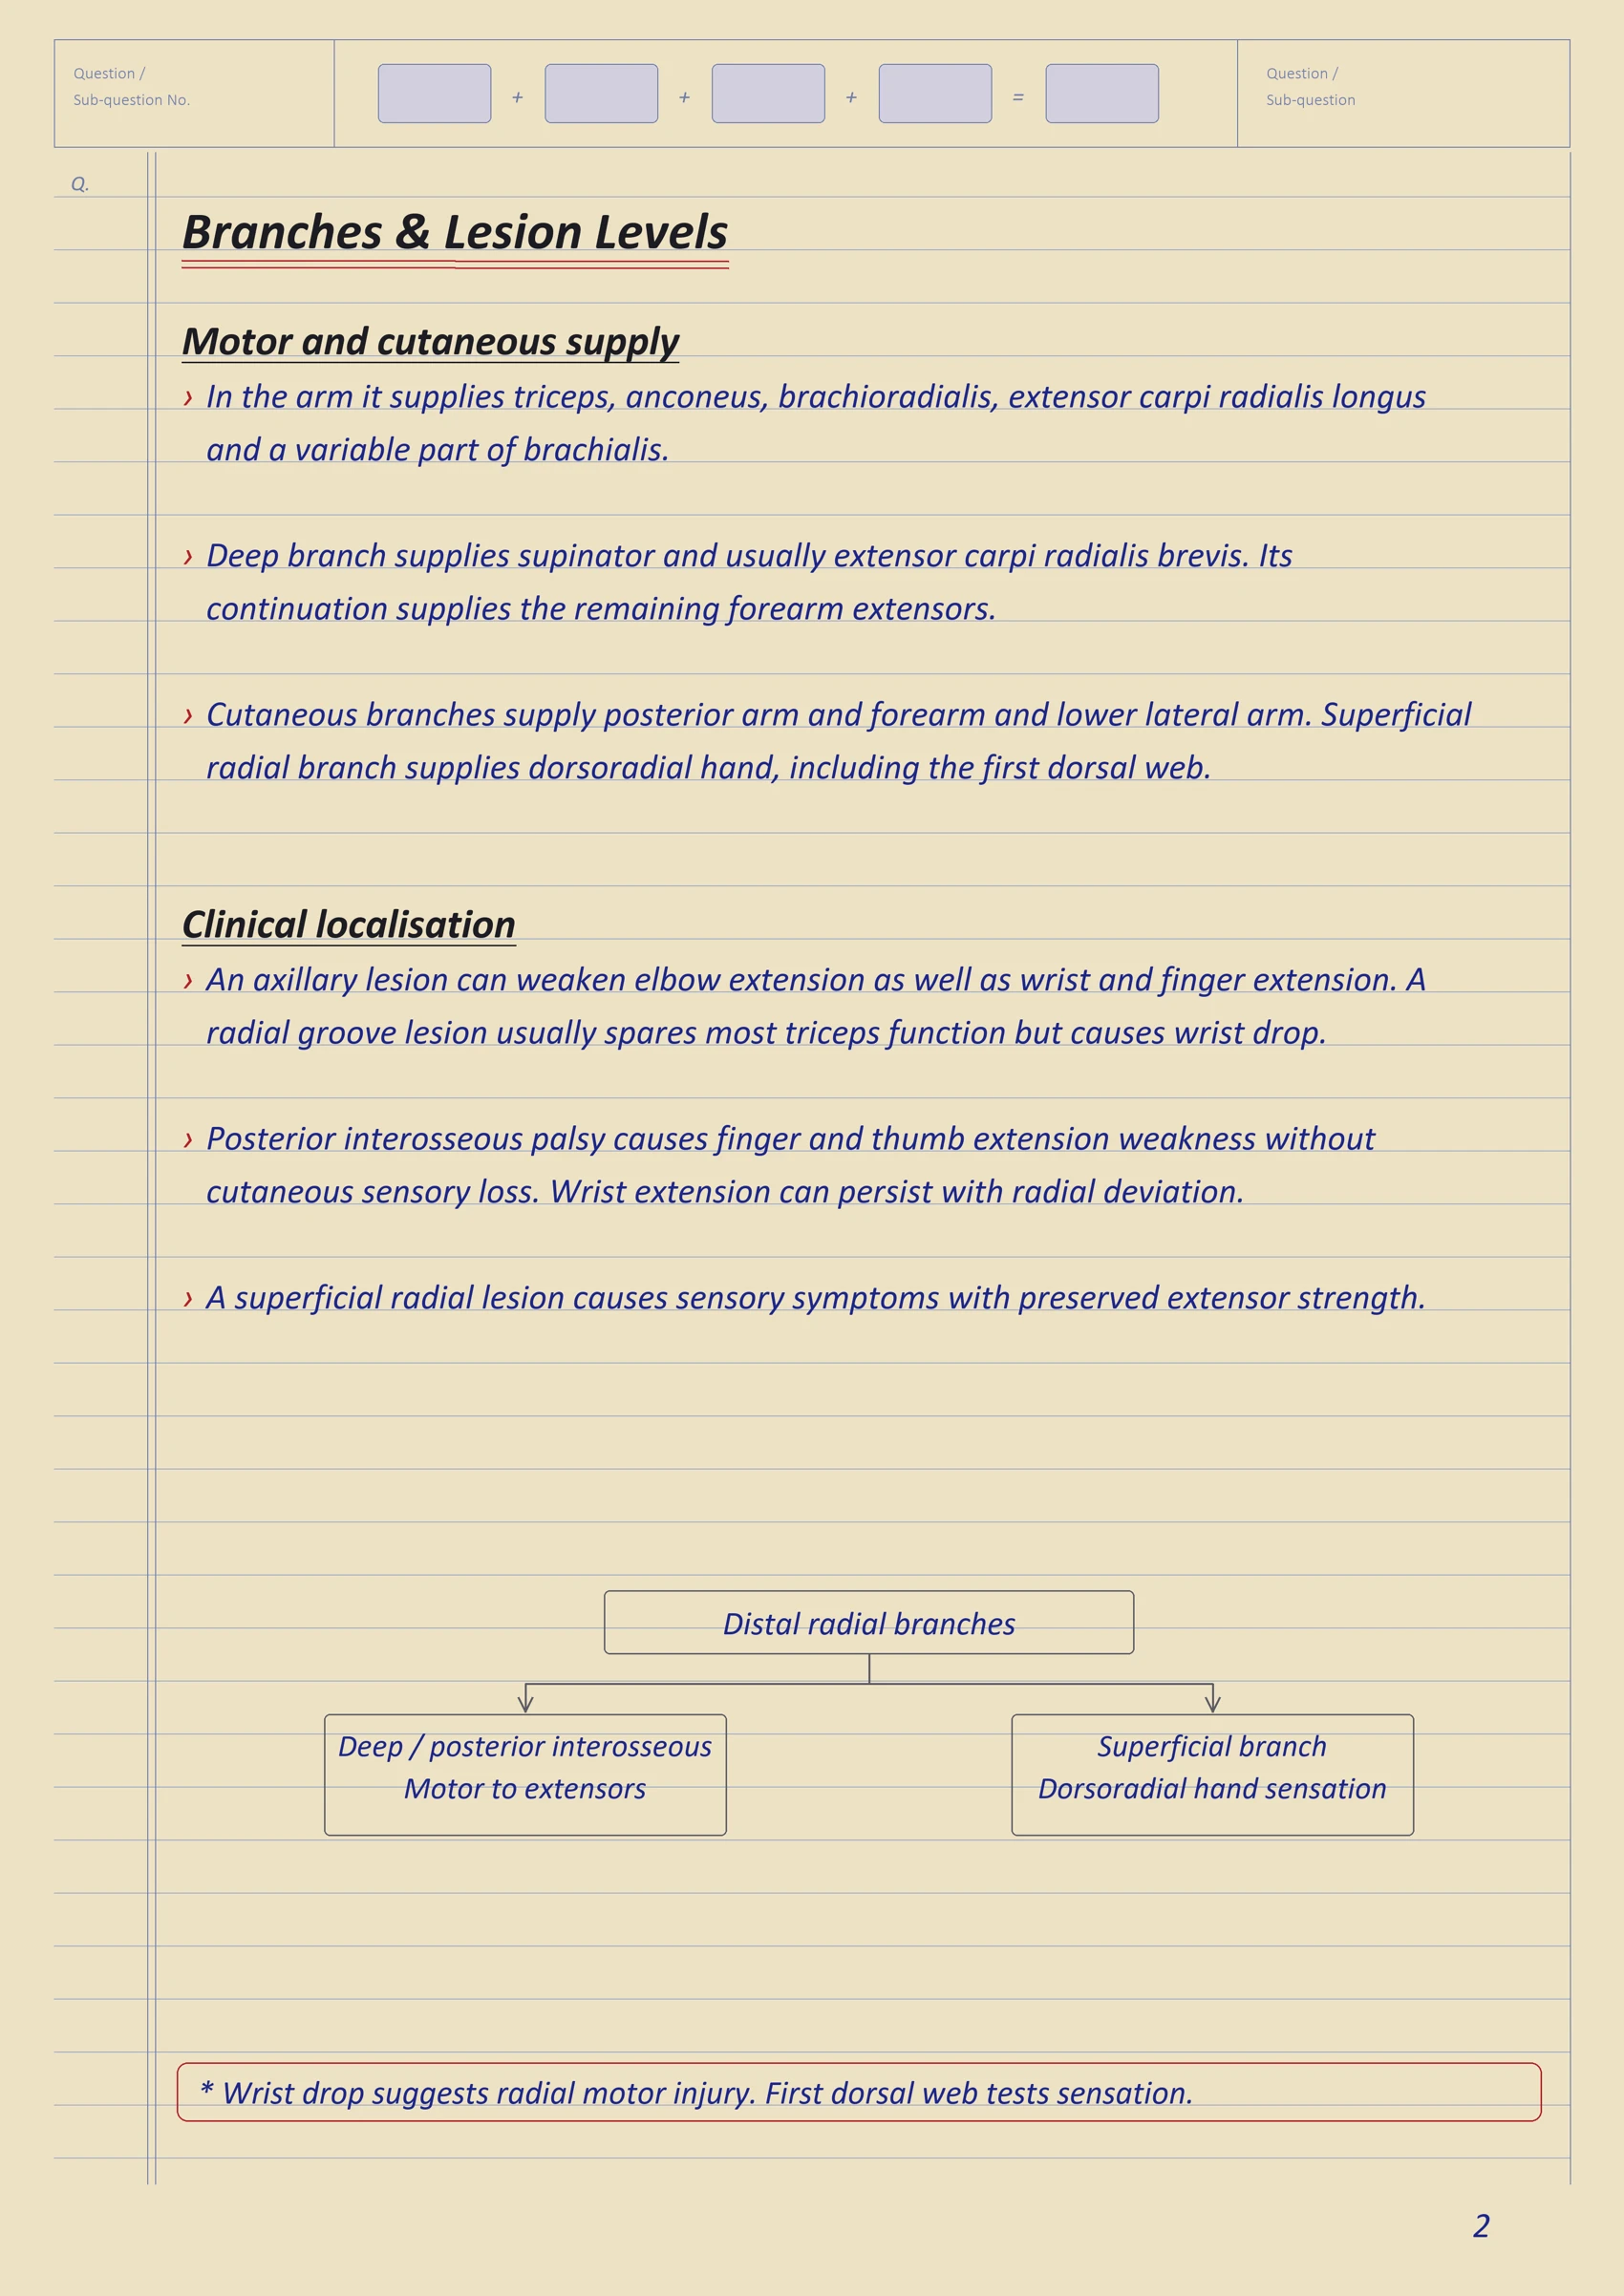 Question /
Sub-question No.
+ + + =
Question /
Sub-question
Q.
Branches & Lesion Levels
Motor and cutaneous supply
› In the arm it supplies triceps, anconeus, brachioradialis, extensor carpi radialis longus
and a variable part of brachialis.
› Deep branch supplies supinator and usually extensor carpi radialis brevis. Its
continuation supplies the remaining forearm extensors.
› Cutaneous branches supply posterior arm and forearm and lower lateral arm. Superficial
radial branch supplies dorsoradial hand, including the first dorsal web.
Clinical localisation
› An axillary lesion can weaken elbow extension as well as wrist and finger extension. A
radial groove lesion usually spares most triceps function but causes wrist drop.
› Posterior interosseous palsy causes finger and thumb extension weakness without
cutaneous sensory loss. Wrist extension can persist with radial deviation.
› A superficial radial lesion causes sensory symptoms with preserved extensor strength.
Distal radial branches
Deep / posterior interosseous
Motor to extensors
Superficial branch
Dorsoradial hand sensation
* Wrist drop suggests radial motor injury. First dorsal web tests sensation.
2